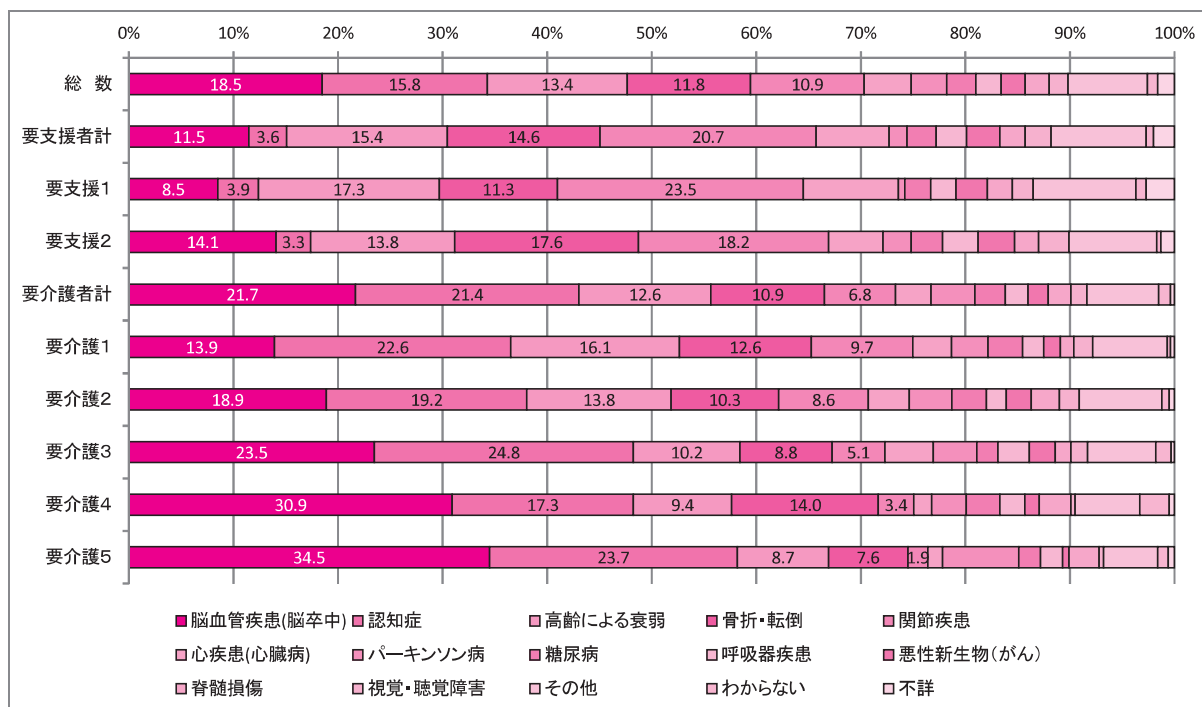 0% 10% 20% 30% 40% 50% 60% 70% 80% 90% 100%
総数 18.5 15.8 13.4 11.8 10.9
要支援者計 11.5 3.6 15.4 14.6 20.7
要支援1 8.5 3.9 17.3 11.3 23.5
要支援2 14.1 3.3 13.8 17.6 18.2
要介護者計 21.7 21.4 12.6 10.9 6.8
要介護1 13.9 22.6 16.1 12.6 9.7
要介護2 18.9 19.2 13.8 10.3 8.6
要介護3 23.5 24.8 10.2 8.8 5.1
要介護4 30.9 17.3 9.4 14.0 3.4
要介護5 34.5 23.7 8.7 7.6 1.9
脳血管疾患(脳卒中) 認知症 高齢による衰弱 骨折・転倒 関節疾患
心疾患(心臓病) パーキンソン病 糖尿病 呼吸器疾患 悪性新生物(がん)
脊髄損傷 視覚・聴覚障害 その他 わからない 不詳